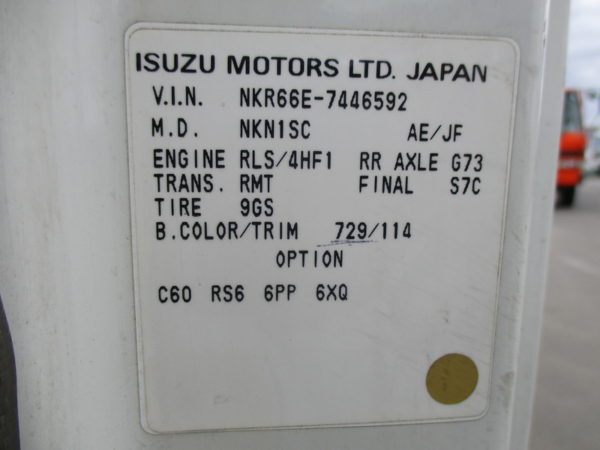 ISUZU MOTORS LTD. JAPAN
V.I.N. NKR66E-7446592
M.D. NKN1SC AE/JF
ENGINE RLS/4HF1 RR AXLE G73
TRANS. RMT FINAL S7C
TIRE 9GS
B.COLOR/TRIM 729/114
OPTION
C60 RS6 6PP 6XQ